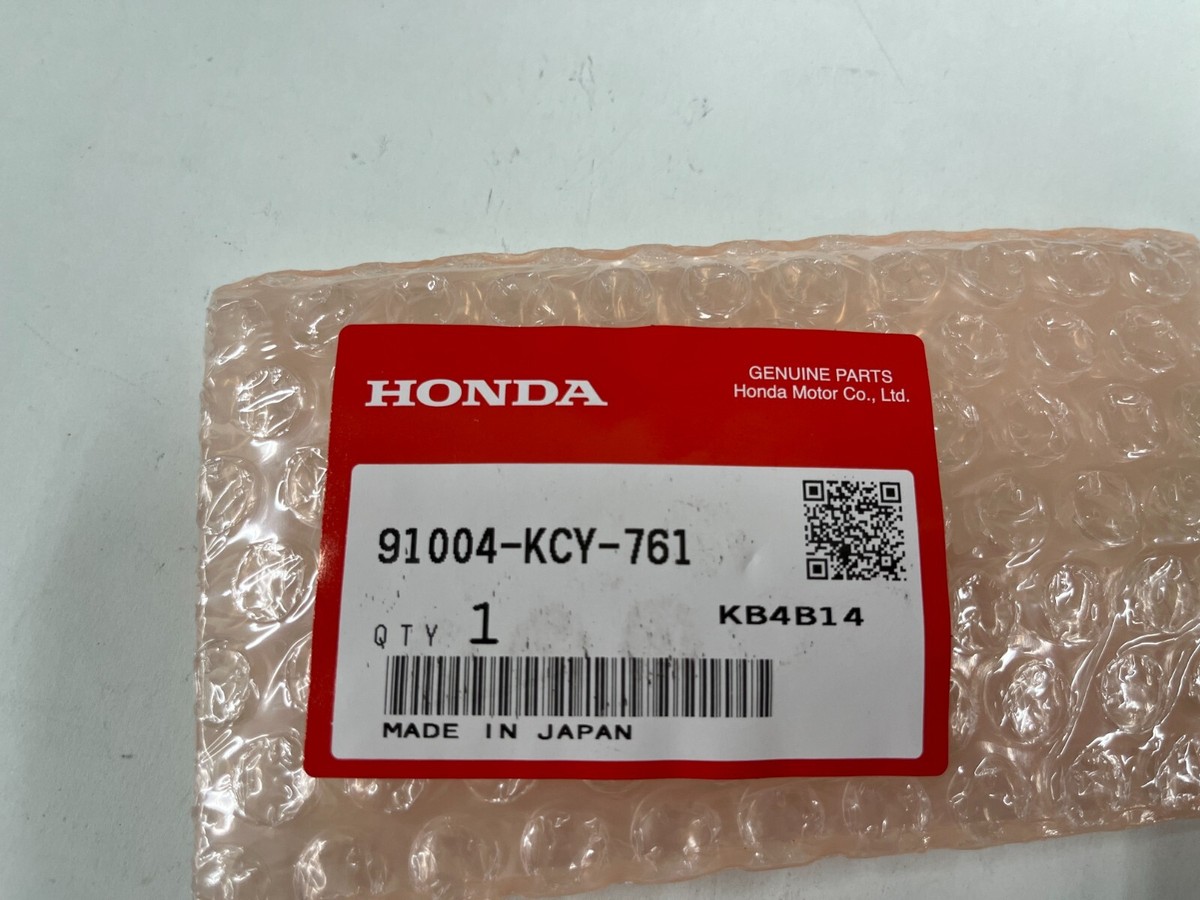 HONDA
GENUINE PARTS
Honda Motor Co., Ltd.
91004-KCY-761
QTY 1
KB4B14
MADE IN JAPAN